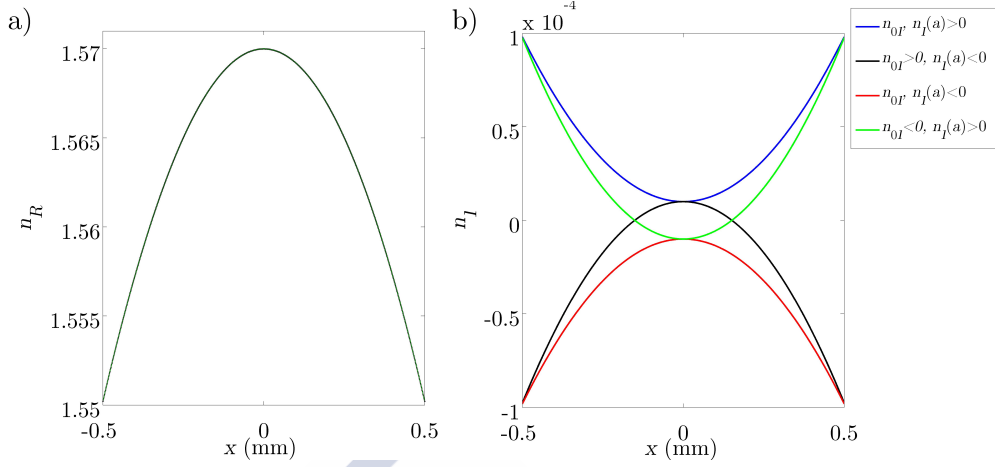 a)
1.57
1.565
1.56
1.555
1.55
n_R
-0.5
0
0.5
x (mm)
b)
x 10^-4
1
0.5
0
-0.5
-1
n_I
-0.5
0
0.5
x (mm)
n_0I, n_I(a)>0
n_0I>0, n_I(a)<0
n_0I, n_I(a)<0
n_0I<0, n_I(a)>0